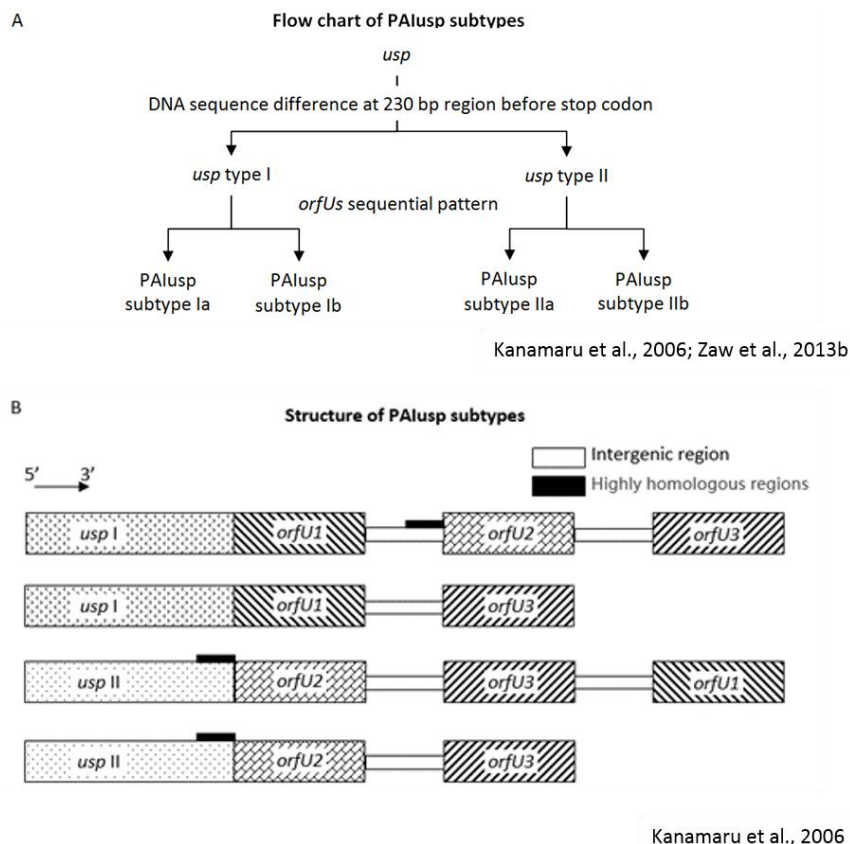 A
Flow chart of PAIusp subtypes
usp
DNA sequence difference at 230 bp region before stop codon
usp type I
usp type II
orfUs sequential pattern
PAIusp
subtype Ia
PAIusp
subtype Ib
PAIusp
subtype IIa
PAIusp
subtype IIb
Kanamaru et al., 2006; Zaw et al., 2013b
B
Structure of PAIusp subtypes
5’ 3’
Intergenic region
Highly homologous regions
usp I orfU1 orfU2 orfU3
usp I orfU1 orfU3
usp II orfU2 orfU3 orfU1
usp II orfU2 orfU3
Kanamaru et al., 2006